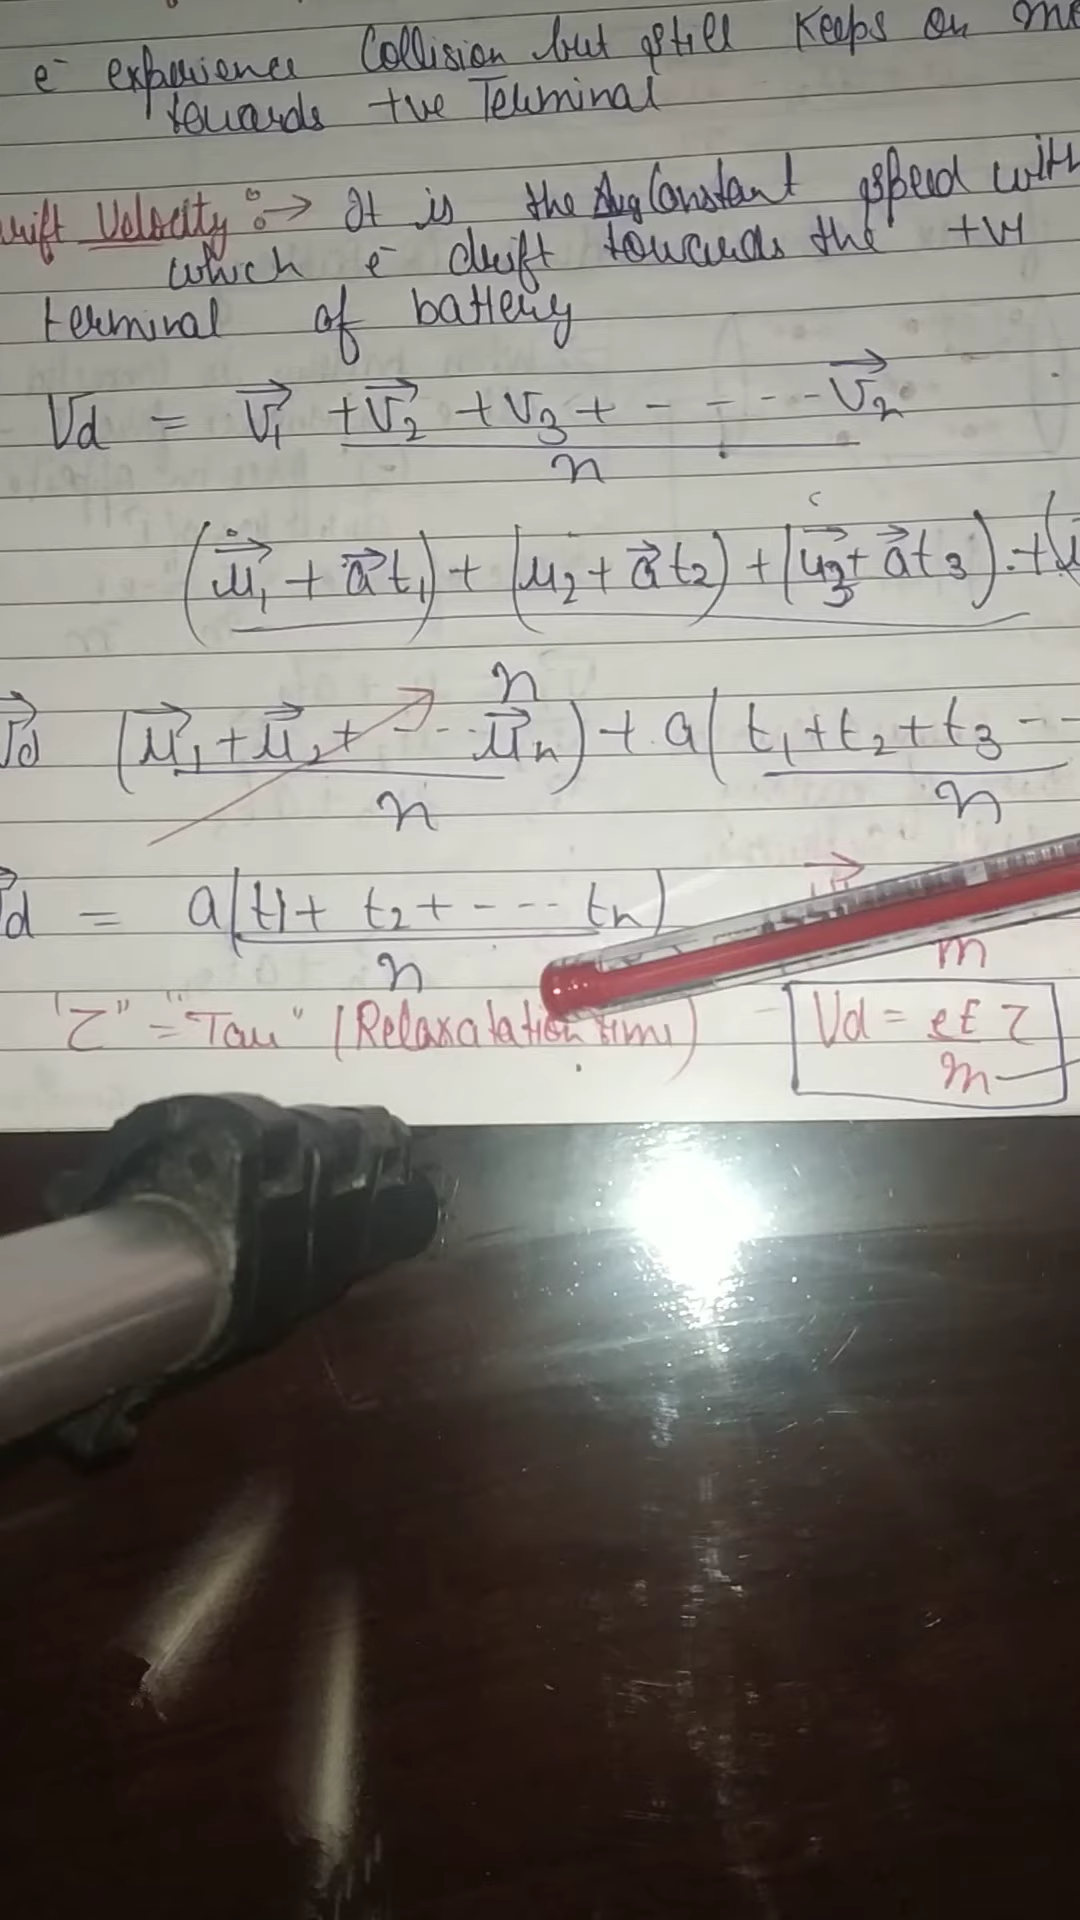 e⁻ experience Collision but still Keeps on
towards +ve Terminal
Velocity :→ It is the Avg Constant speed with
which e⁻ drift towards the +ve
terminal of battery
Vd = V⃗₁ + V⃗₂ + V₃ + - - - - V⃗n
n
(u⃗₁ + a⃗t₁) + (u₂ + a⃗t₂) + (u⃗₃ + a⃗t₃) . + (
n
V⃗d (u⃗₁ + u⃗₂ + - - - u⃗n) + a( t₁ + t₂ + t₃ - -
n n
d = a(t₁ + t₂ + - - - - tn)
n
m
"τ" = "Tau" (Relaxatation time) Vd = eE τ
m